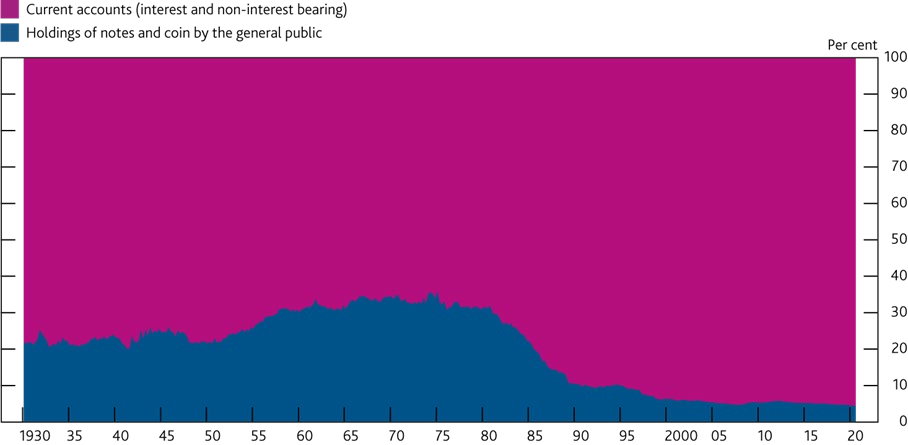 Current accounts (interest and non-interest bearing)
Holdings of notes and coin by the general public
Per cent
100
90
80
70
60
50
40
30
20
10
0
1930 35 40 45 50 55 60 65 70 75 80 85 90 95 2000 05 10 15 20